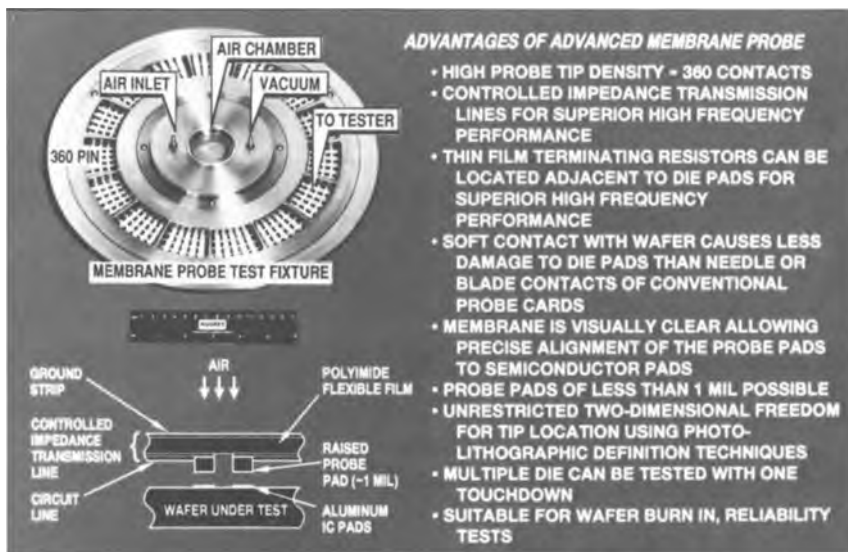 AIR CHAMBER
AIR INLET
VACUUM
TO TESTER
360 PIN
MEMBRANE PROBE TEST FIXTURE
HUGHES
AIR
GROUND
STRIP
POLYIMIDE
FLEXIBLE FILM
CONTROLLED
IMPEDANCE
TRANSMISSION
LINE
RAISED
PROBE
PAD (~1 MIL)
CIRCUIT
LINE
WAFER UNDER TEST
ALUMINUM
IC PADS
ADVANTAGES OF ADVANCED MEMBRANE PROBE
• HIGH PROBE TIP DENSITY - 360 CONTACTS
• CONTROLLED IMPEDANCE TRANSMISSION
LINES FOR SUPERIOR HIGH FREQUENCY
PERFORMANCE
• THIN FILM TERMINATING RESISTORS CAN BE
LOCATED ADJACENT TO DIE PADS FOR
SUPERIOR HIGH FREQUENCY
PERFORMANCE
• SOFT CONTACT WITH WAFER CAUSES LESS
DAMAGE TO DIE PADS THAN NEEDLE OR
BLADE CONTACTS OF CONVENTIONAL
PROBE CARDS
• MEMBRANE IS VISUALLY CLEAR ALLOWING
PRECISE ALIGNMENT OF THE PROBE PADS
TO SEMICONDUCTOR PADS
• PROBE PADS OF LESS THAN 1 MIL POSSIBLE
• UNRESTRICTED TWO-DIMENSIONAL FREEDOM
FOR TIP LOCATION USING PHOTO-
LITHOGRAPHIC DEFINITION TECHNIQUES
• MULTIPLE DIE CAN BE TESTED WITH ONE
TOUCHDOWN
• SUITABLE FOR WAFER BURN IN, RELIABILITY
TESTS